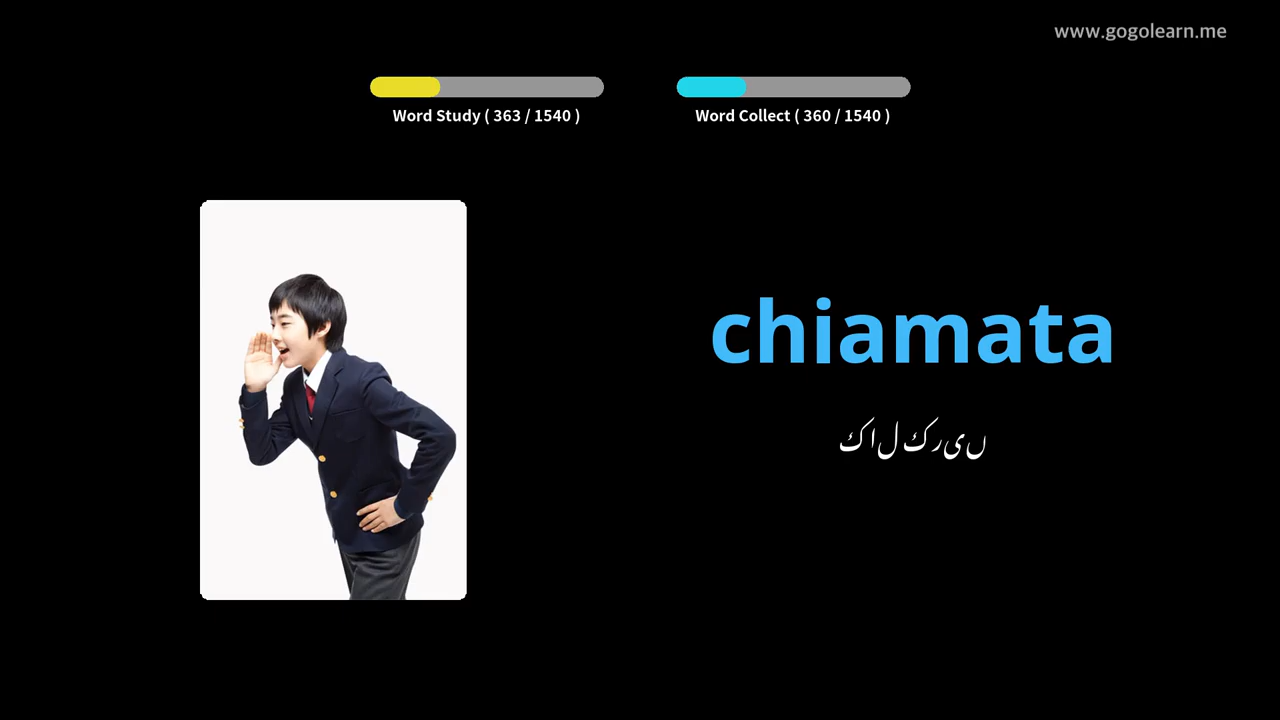 www.gogolearn.me
Word Study ( 363 / 1540 )
Word Collect ( 360 / 1540 )
chiamata
کال کریں